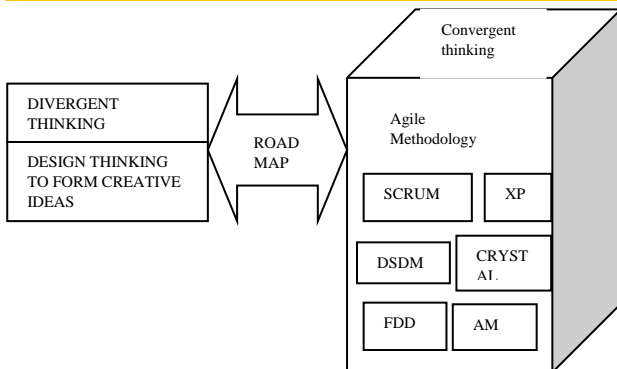 Convergent
thinking
DIVERGENT
THINKING
DESIGN THINKING
TO FORM CREATIVE
IDEAS
ROAD
MAP
Agile
Methodology
SCRUM
XP
DSDM
CRYST
AL
FDD
AM